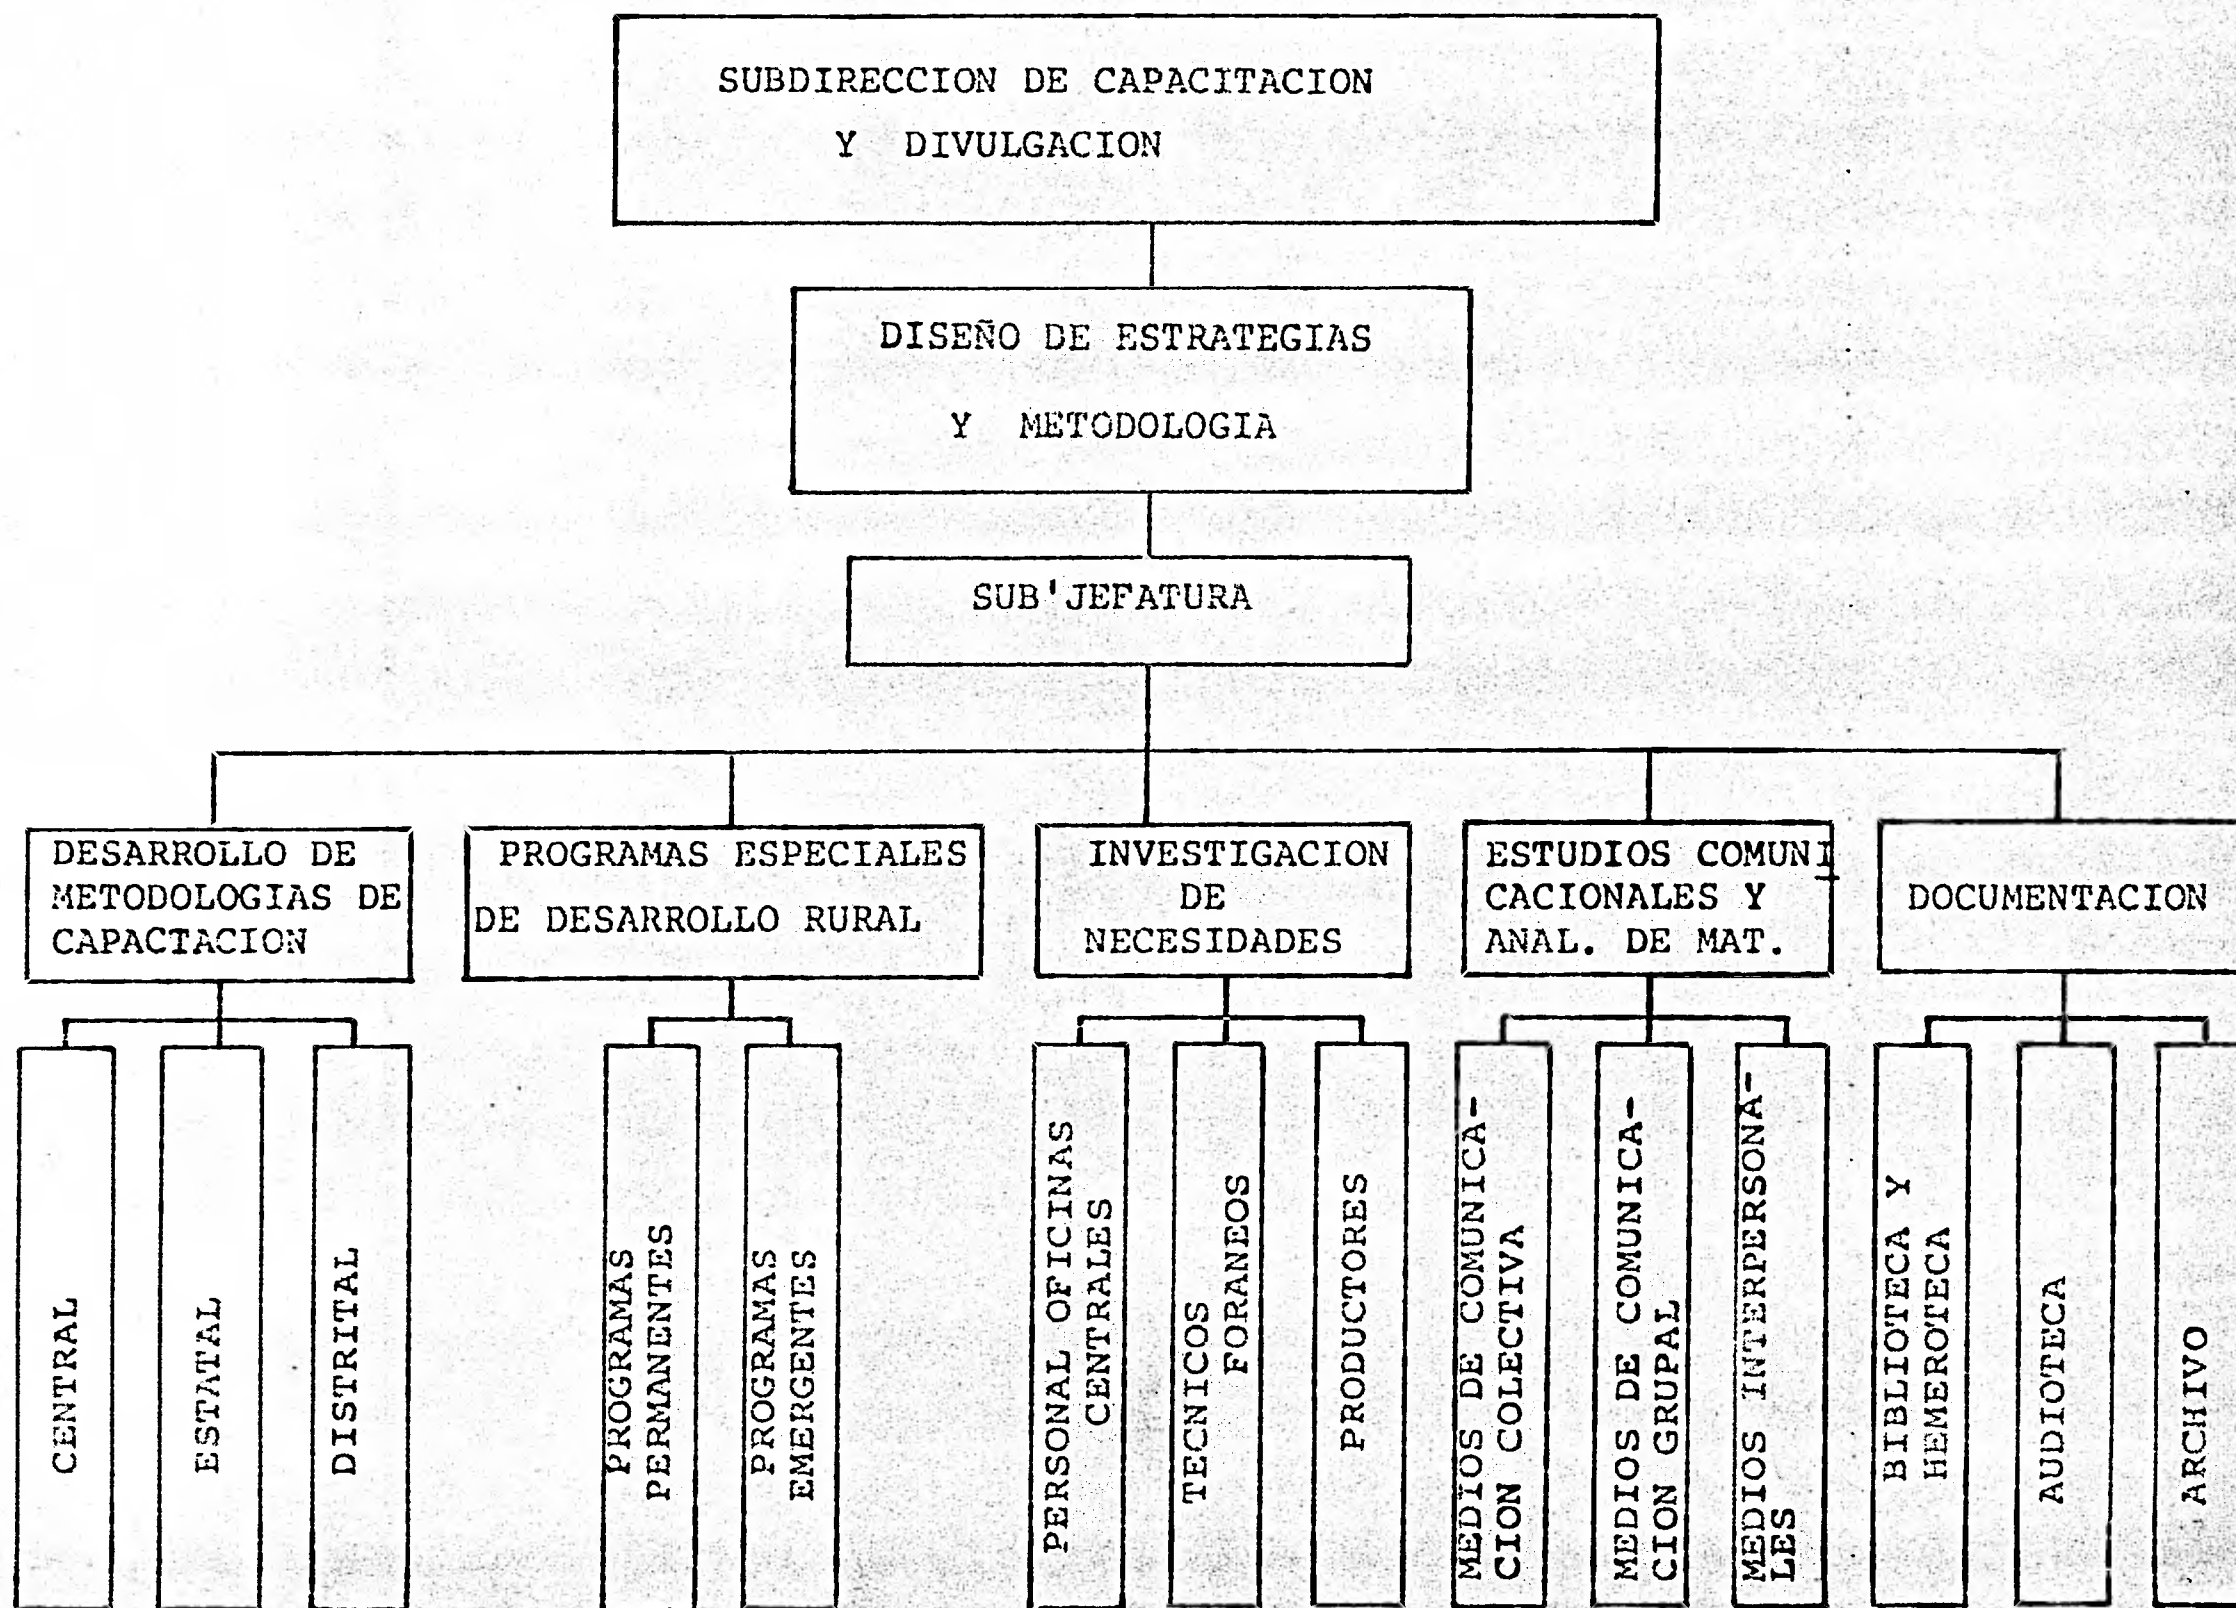 SUBDIRECCION DE CAPACITACION
Y DIVULGACION
DISEÑO DE ESTRATEGIAS
Y METODOLOGIA
SUB'JEFATURA
DESARROLLO DE
METODOLOGIAS DE
CAPACTACION
PROGRAMAS ESPECIALES
DE DESARROLLO RURAL
INVESTIGACION
DE
NECESIDADES
ESTUDIOS COMUNI
CACIONALES Y
ANAL. DE MAT.
DOCUMENTACION
CENTRAL
ESTATAL
DISTRITAL
PROGRAMAS
PERMANENTES
PROGRAMAS
EMERGENTES
PERSONAL OFICINAS
CENTRALES
TECNICOS
FORANEOS
PRODUCTORES
MEDIOS DE COMUNICA-
CION COLECTIVA
MEDIOS DE COMUNICA-
CION GRUPAL
MEDIOS INTERPERSONA-
LES
BIBLIOTECA Y
HEMEROTECA
AUDIOTECA
ARCHIVO